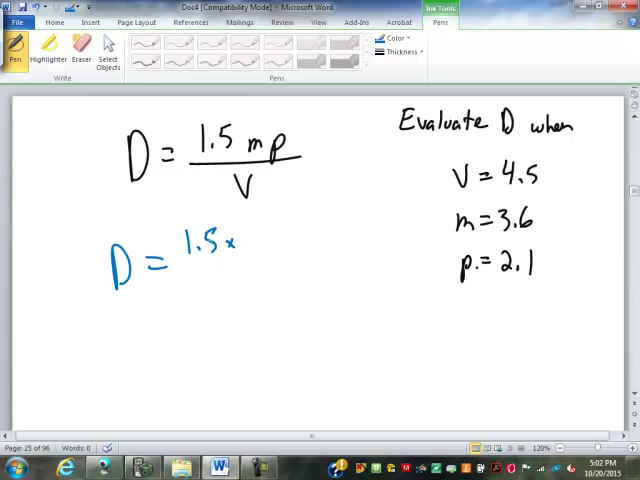 Doc4 [Compatibility Mode] - Microsoft Word
Ink Tools
File Home Insert Page Layout References Mailings Review View Add-Ins Acrobat Pens
Pen Highlighter Eraser Select Objects
Color
Thickness
Write Pens
D = 1.5 m p / V
Evaluate D when
V = 4.5
m = 3.6
p. = 2.1
D = 1.5 x
Page: 25 of 96 Words: 0 120%
5:02 PM
10/20/2015